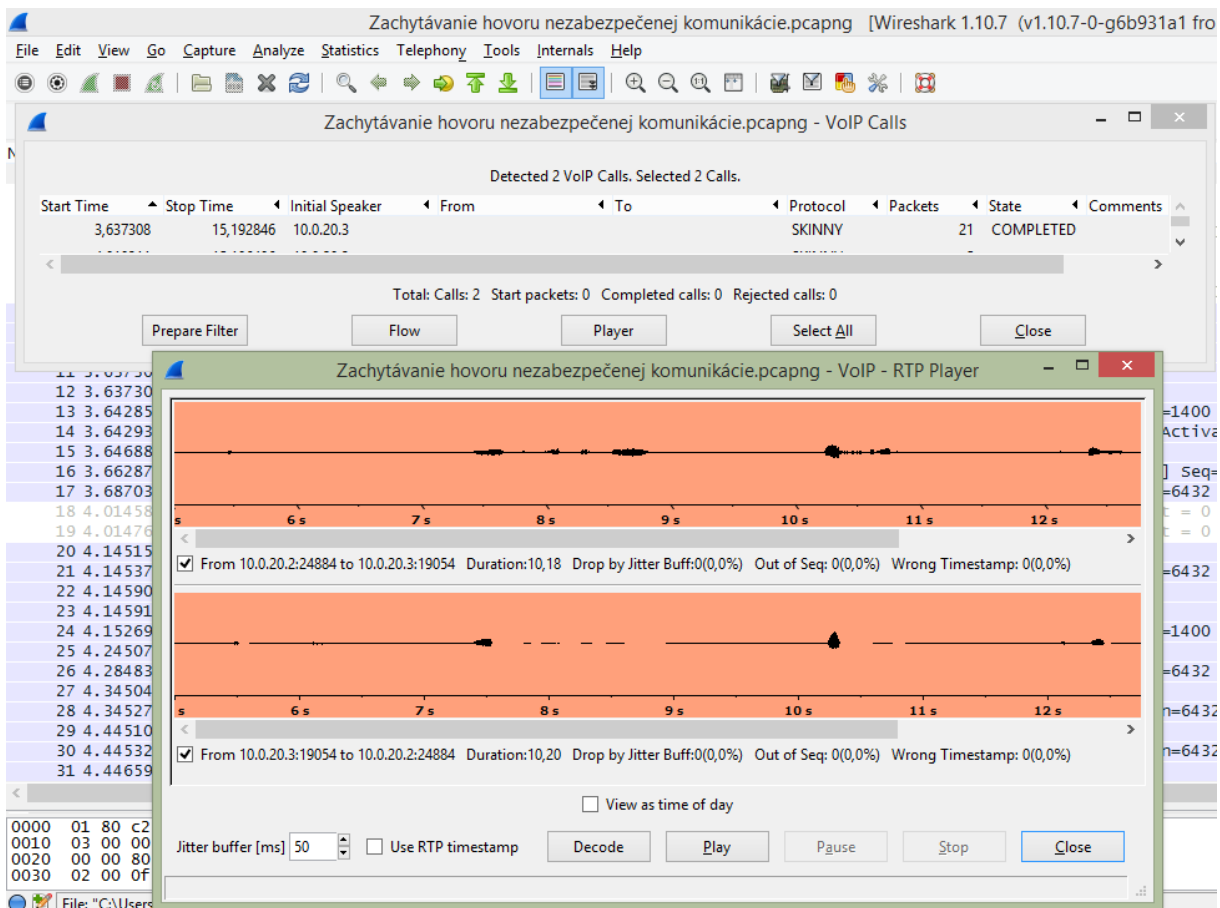 Zachytávanie hovoru nezabezpečenej komunikácie.pcapng [Wireshark 1.10.7 (v1.10.7-0-g6b931a1 fro
File Edit View Go Capture Analyze Statistics Telephony Tools Internals Help
Zachytávanie hovoru nezabezpečenej komunikácie.pcapng - VoIP Calls
Detected 2 VoIP Calls. Selected 2 Calls.
Start Time Stop Time Initial Speaker From To Protocol Packets State Comments
3,637308 15,192846 10.0.20.3 SKINNY 21 COMPLETED
Total: Calls: 2 Start packets: 0 Completed calls: 0 Rejected calls: 0
Prepare Filter Flow Player Select All Close
Zachytávanie hovoru nezabezpečenej komunikácie.pcapng - VoIP - RTP Player
12 3.63730
13 3.64285 =1400
14 3.64293 Activa
15 3.64688
16 3.66287 ] Seq=
17 3.68703 =6432
18 4.01458 t = 0
19 4.01476 t = 0
20 4.14515
21 4.14537 =6432
22 4.14590
23 4.14591
24 4.15269 =1400
25 4.24507
26 4.28483 =6432
27 4.34504
28 4.34527 n=6432
29 4.44510
30 4.44532 n=6432
31 4.44659
s 6 s 7 s 8 s 9 s 10 s 11 s 12 s
From 10.0.20.2:24884 to 10.0.20.3:19054 Duration:10,18 Drop by Jitter Buff:0(0,0%) Out of Seq: 0(0,0%) Wrong Timestamp: 0(0,0%)
s 6 s 7 s 8 s 9 s 10 s 11 s 12 s
From 10.0.20.3:19054 to 10.0.20.2:24884 Duration:10,20 Drop by Jitter Buff:0(0,0%) Out of Seq: 0(0,0%) Wrong Timestamp: 0(0,0%)
View as time of day
Jitter buffer [ms] 50 Use RTP timestamp Decode Play Pause Stop Close
0000 01 80 c2
0010 03 00 00
0020 00 00 80
0030 02 00 0f
File: "C:\Users